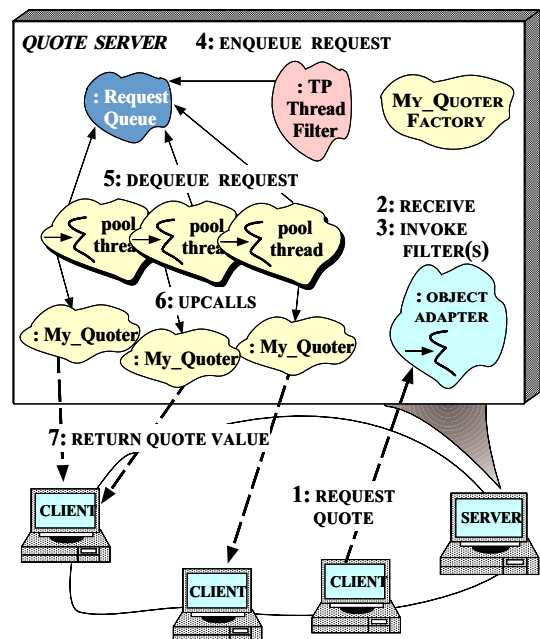 QUOTE SERVER
4: ENQUEUE REQUEST
: Request
Queue
: TP
Thread
Filter
MY_QUOTER
FACTORY
5: DEQUEUE REQUEST
2: RECEIVE
3: INVOKE
FILTER(S)
pool
threa
pool
threa
pool
thread
: OBJECT
ADAPTER
6: UPCALLS
: My_Quoter
: My_Quoter
: My_Quoter
7: RETURN QUOTE VALUE
1: REQUEST
QUOTE
CLIENT
SERVER
CLIENT
CLIENT